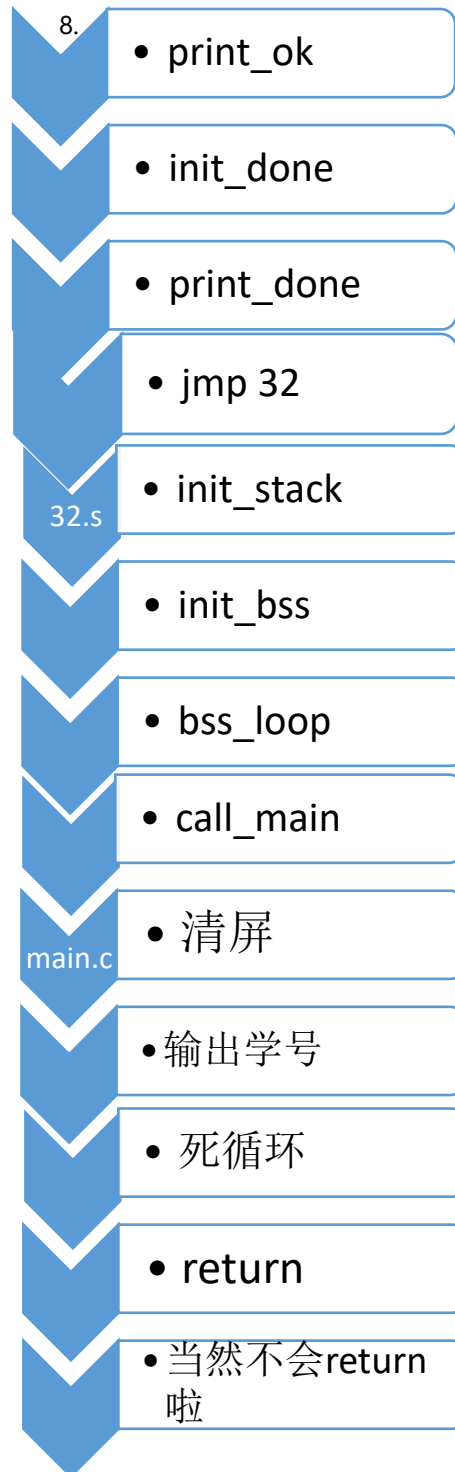 8.
• print_ok
• init_done
• print_done
• jmp 32
32.s
• init_stack
• init_bss
• bss_loop
• call_main
main.c
• 清屏
•输出学号
• 死循环
• return
•当然不会return
啦